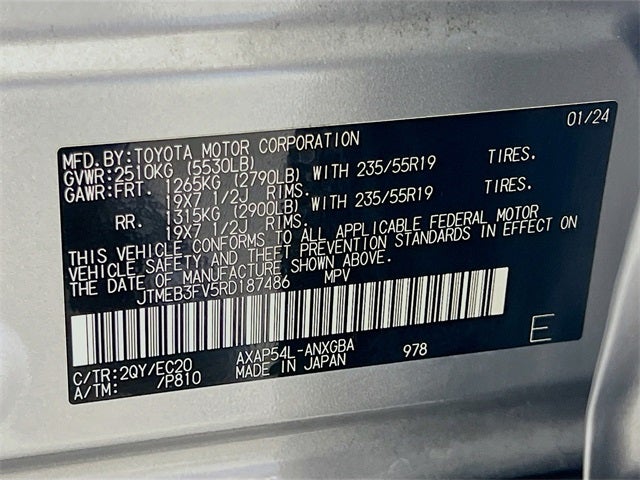 MFD.BY:TOYOTA MOTOR CORPORATION 01/24
GVWR:2510KG (5530LB)
GAWR:FRT. 1265KG (2790LB) WITH 235/55R19 TIRES.
19X7 1/2J RIMS.
RR. 1315KG (2900LB) WITH 235/55R19 TIRES.
19X7 1/2J RIMS.
THIS VEHICLE CONFORMS TO ALL APPLICABLE FEDERAL MOTOR
VEHICLE SAFETY AND THEFT PREVENTION STANDARDS IN EFFECT ON
THE DATE OF MANUFACTURE SHOWN ABOVE.
JTMEB3FV5RD187486 MPV
C/TR:2QY/EC20 AXAP54L-ANXGBA 978 E
A/TM: /P810 MADE IN JAPAN